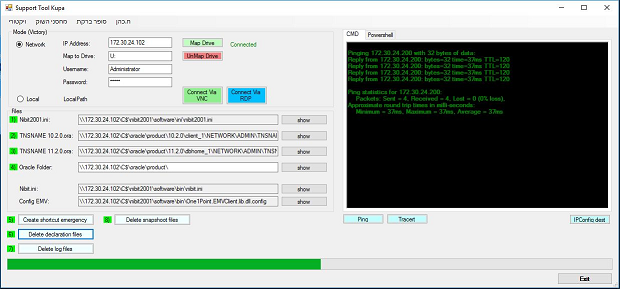 Support Tool Kupa
ויקטורי מחסני השוק סופר ברקת ח.כהן
Mode (Victory)
Network
IP Address: 172.30.24.102 Map Drive Connected
Map to Drive: U: UnMap Drive
Username: Administrator
Password:
Connect Via VNC
Connect Via RDP
Local LocalPath
Files
1) Nibit2001.ini: \\172.30.24.102\C$\nibit2001\software\ini\nibit2001.ini show
2) TNSNAME 10.2.0.ora: \\172.30.24.102\C$\oracle\product\10.2.0\client_1\NETWORK\ADMIN\TNSNA show
3) TNSNAME 11.2.0.ora: \\172.30.24.102\C$\oracle\product\11.2.0\dbhome_1\NETWORK\ADMIN\TNSNA show
4) Oracle Folder: \\172.30.24.102\C$\oracle\product\ show
Nibit.ini: \\172.30.24.102\C$\nibit2001\software\bin\nibit.ini show
Config EMV: \\172.30.24.102\C$\nibit2001\software\bin\One1Point.EMVClient.lib.dll.config show
5) Create shortcut emergency
Delete snapshoot files
6) Delete declaration files
7) Delete log files
CMD Powershell
Pinging 172.30.24.200 with 32 bytes of data:
Reply from 172.30.24.200: bytes=32 time=37ms TTL=120
Reply from 172.30.24.200: bytes=32 time=37ms TTL=120
Reply from 172.30.24.200: bytes=32 time=37ms TTL=120
Reply from 172.30.24.200: bytes=32 time=37ms TTL=120
Ping statistics for 172.30.24.200:
Packets: Sent = 4, Received = 4, Lost = 0 (0% loss),
Approximate round trip times in milli-seconds:
Minimum = 37ms, Maximum = 37ms, Average = 37ms
Ping Tracert IPConfig dest
Exit